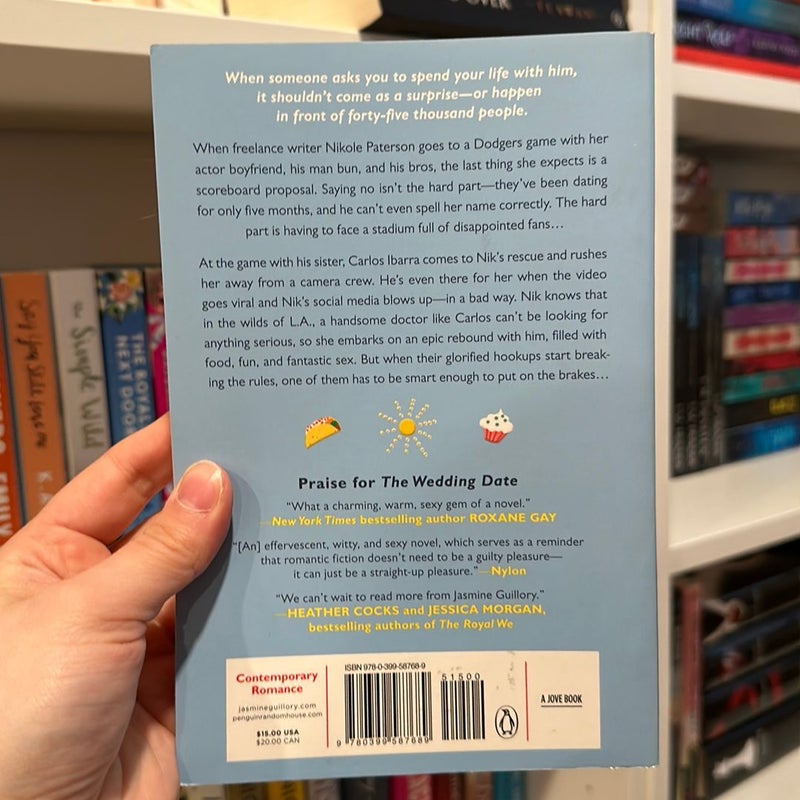 When someone asks you to spend your life with him,
it shouldn't come as a surprise—or happen
in front of forty-five thousand people.
When freelance writer Nikole Paterson goes to a Dodgers game with her
actor boyfriend, his man bun, and his bros, the last thing she expects is a
scoreboard proposal. Saying no isn't the hard part—they've been dating
for only five months, and he can't even spell her name correctly. The hard
part is having to face a stadium full of disappointed fans…
At the game with his sister, Carlos Ibarra comes to Nik's rescue and rushes
her away from a camera crew. He's even there for her when the video
goes viral and Nik's social media blows up—in a bad way. Nik knows that
in the wilds of L.A., a handsome doctor like Carlos can't be looking for
anything serious, so she embarks on an epic rebound with him, filled with
food, fun, and fantastic sex. But when their glorified hookups start break-
ing the rules, one of them has to be smart enough to put on the brakes…
Praise for The Wedding Date
"What a charming, warm, sexy gem of a novel."
—New York Times bestselling author ROXANE GAY
"[An] effervescent, witty, and sexy novel, which serves as a reminder
that romantic fiction doesn't need to be a guilty pleasure—
it can just be a straight-up pleasure." —Nylon
"We can't wait to read more from Jasmine Guillory."
—HEATHER COCKS and JESSICA MORGAN,
bestselling authors of The Royal We
Contemporary
Romance
jasmineguillory.com
penguinrandomhouse.com
$15.00 USA
$20.00 CAN
ISBN 978-0-399-58768-9
51500
9 780399 587689
A JOVE BOOK
Say You Still Love Me
the Simple Wild
THE ROYAL
NEXT DOOR
EMILY
OVER